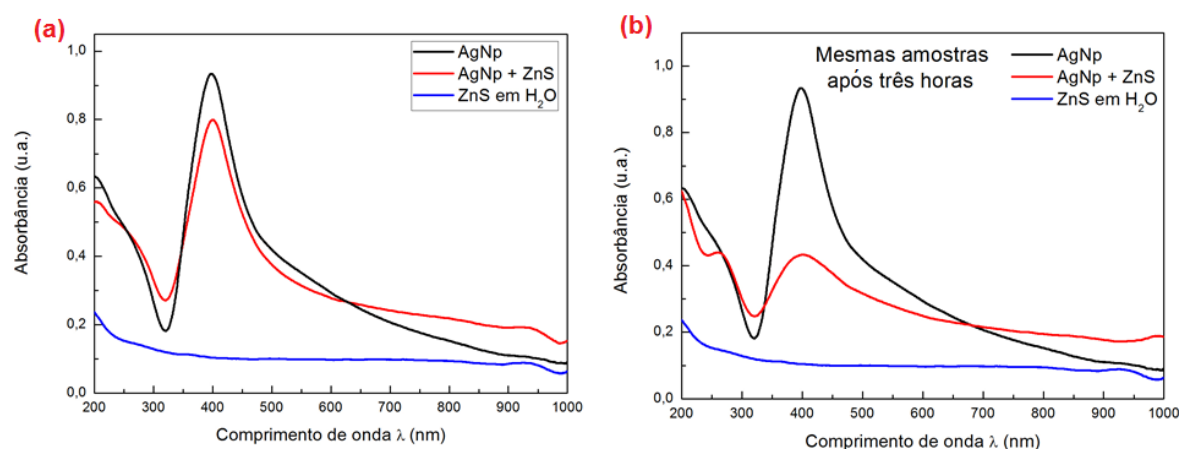 (a)
1,0
0,8
0,6
0,4
0,2
0,0
200 300 400 500 600 700 800 900 1000
Absorbância (u.a.)
Comprimento de onda λ (nm)
AgNp
AgNp + ZnS
ZnS em H₂O
(b)
1,0
0,8
0,6
0,4
0,2
0,0
200 300 400 500 600 700 800 900 1000
Absorbância (u.a.)
Comprimento de onda λ (nm)
Mesmas amostras
após três horas
AgNp
AgNp + ZnS
ZnS em H₂O